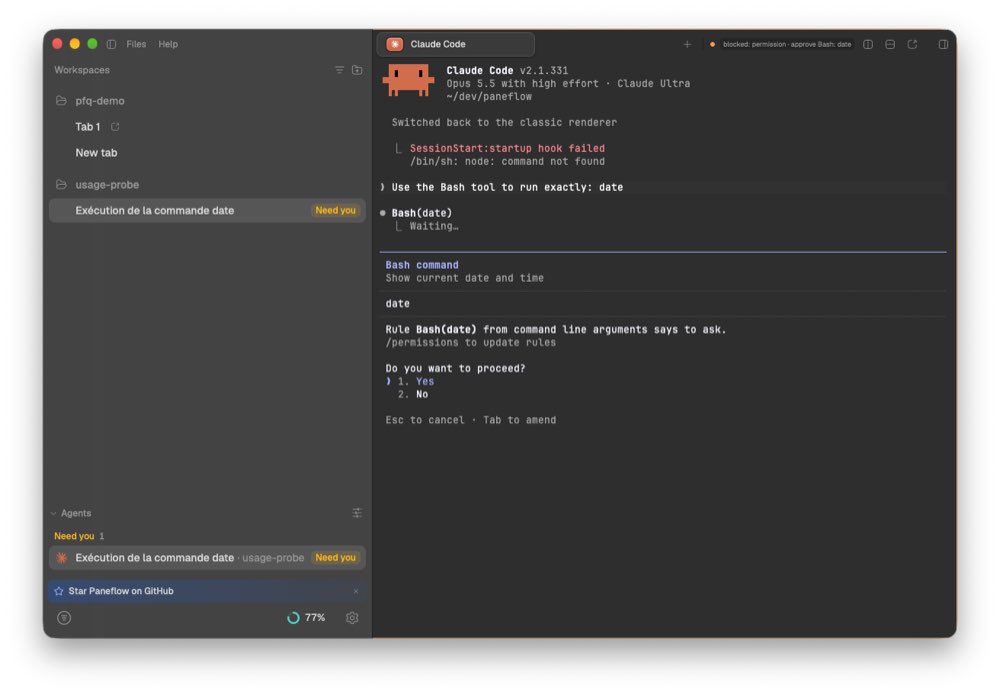 Files Help
Workspaces
pfq-demo
Tab 1
New tab
usage-probe
Exécution de la commande date Need you
Agents
Need you 1
Exécution de la commande date · usage-probe Need you
Star Paneflow on GitHub ×
77%
Claude Code
+ blocked: permission · approve Bash: date
Claude Code v2.1.331
Opus 5.5 with high effort · Claude Ultra
~/dev/paneflow
Switched back to the classic renderer
SessionStart:startup hook failed
/bin/sh: node: command not found
❯ Use the Bash tool to run exactly: date
● Bash(date)
Waiting…
Bash command
Show current date and time
date
Rule Bash(date) from command line arguments says to ask.
/permissions to update rules
Do you want to proceed?
❯ 1. Yes
2. No
Esc to cancel · Tab to amend